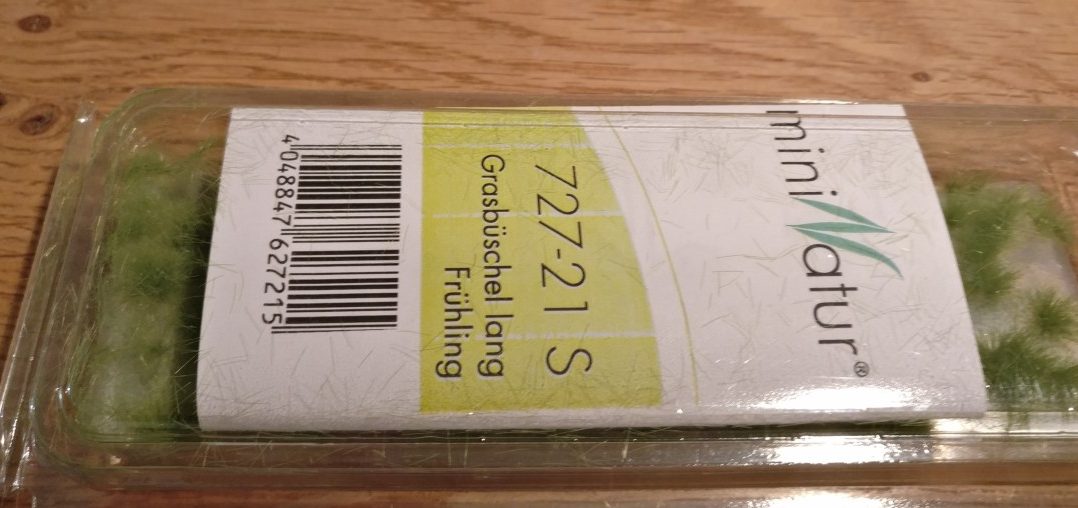 miniNatur®
727-21 S
Grasbüschel lang
Frühling
4 048847 627215